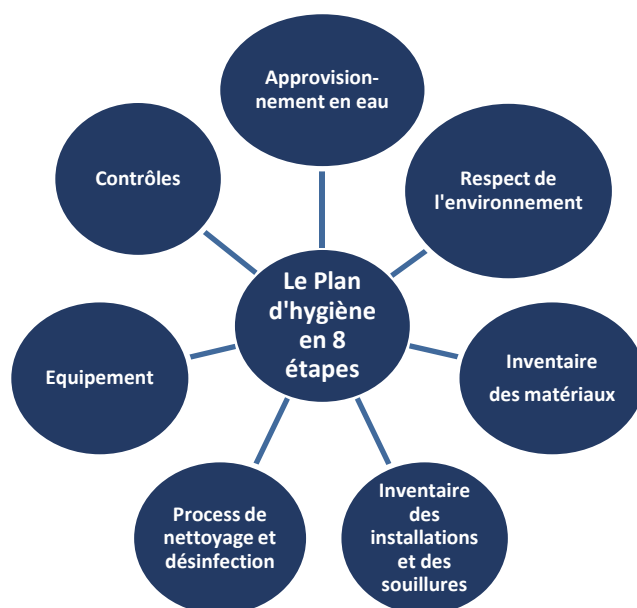 Approvision-
nement en eau
Respect de
l'environnement
Inventaire
des matériaux
Inventaire
des
installations
et des
souillures
Process de
nettoyage et
désinfection
Equipement
Contrôles
Le Plan
d'hygiène
en 8
étapes